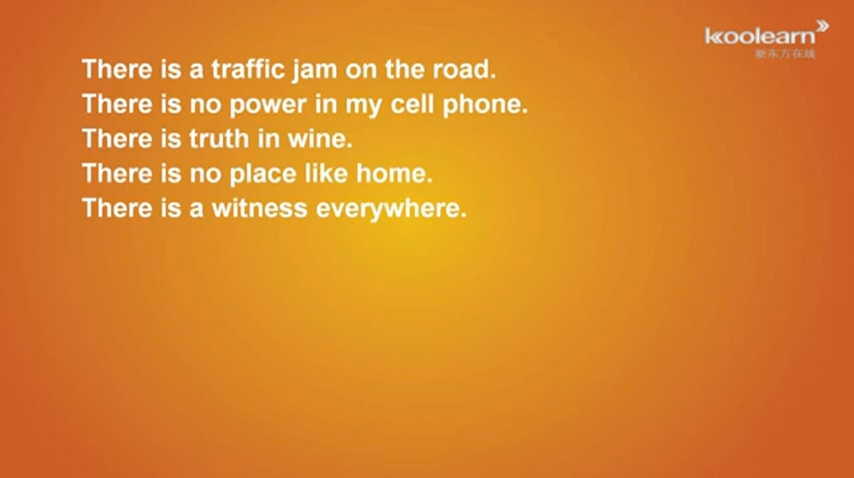 koolearn
新东方在线
There is a traffic jam on the road.
There is no power in my cell phone.
There is truth in wine.
There is no place like home.
There is a witness everywhere.